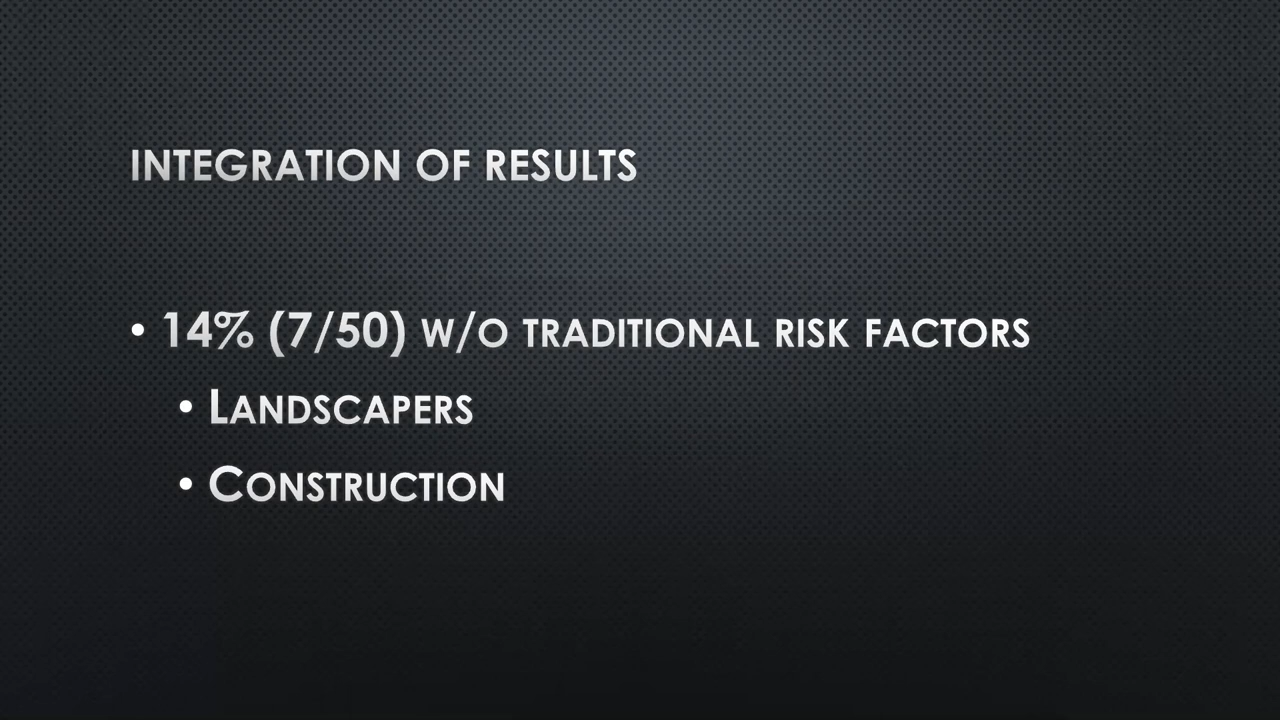 INTEGRATION OF RESULTS
• 14% (7/50) W/O TRADITIONAL RISK FACTORS
• LANDSCAPERS
• CONSTRUCTION